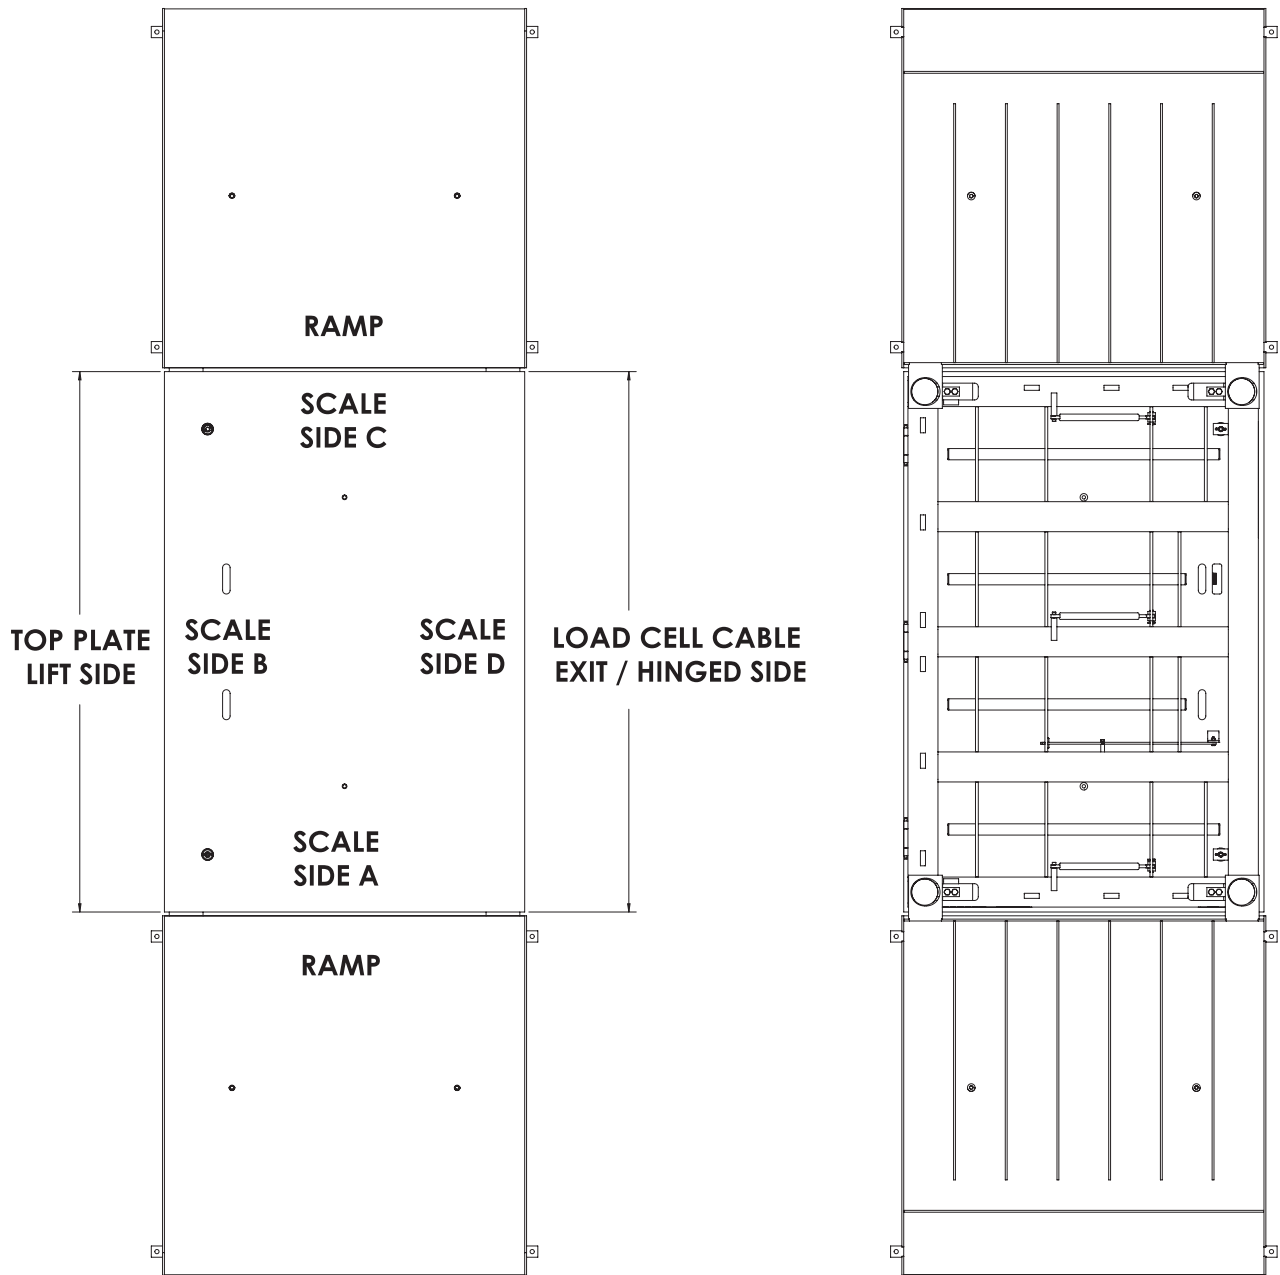 RAMP
SCALE
SIDE C
TOP PLATE
LIFT SIDE
SCALE
SIDE B
SCALE
SIDE D
LOAD CELL CABLE
EXIT / HINGED SIDE
SCALE
SIDE A
RAMP